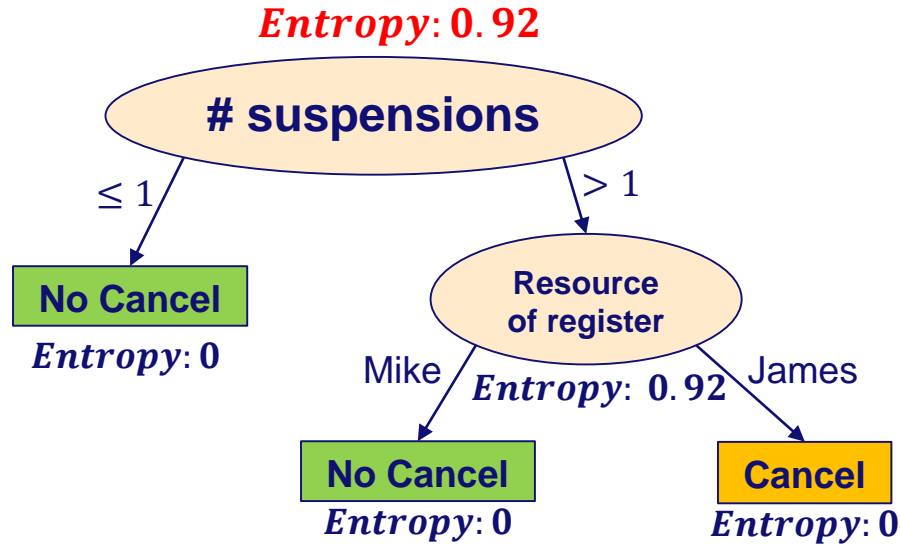 Entropy: 0.92
# suspensions
≤ 1
> 1
No Cancel
Entropy: 0
Resource
of register
Mike
James
Entropy: 0.92
No Cancel
Entropy: 0
Cancel
Entropy: 0